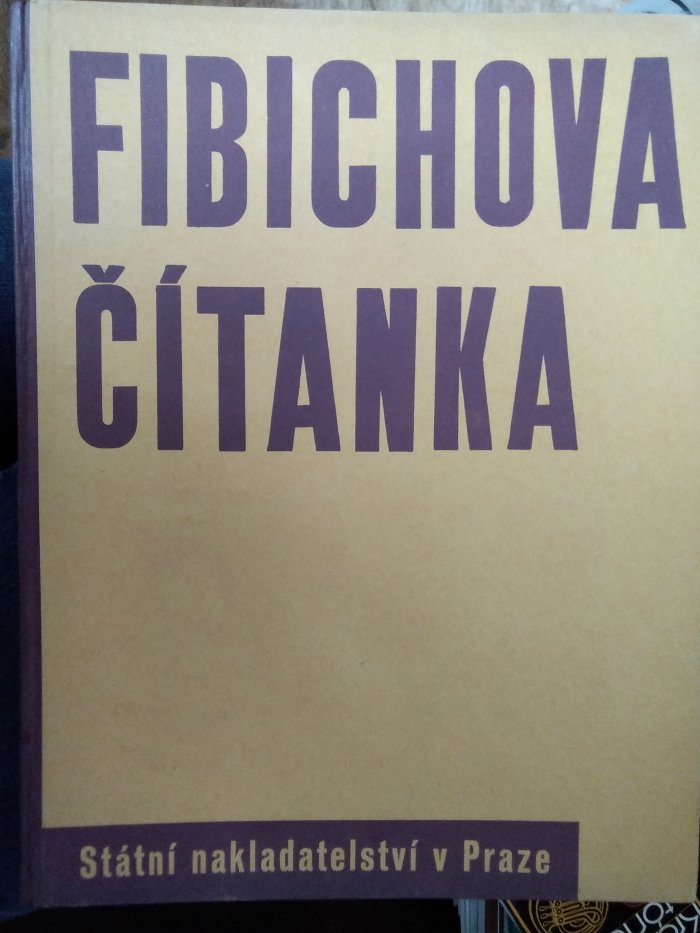 FIBICHOVA
ČÍTANKA
Státní nakladatelství v Praze